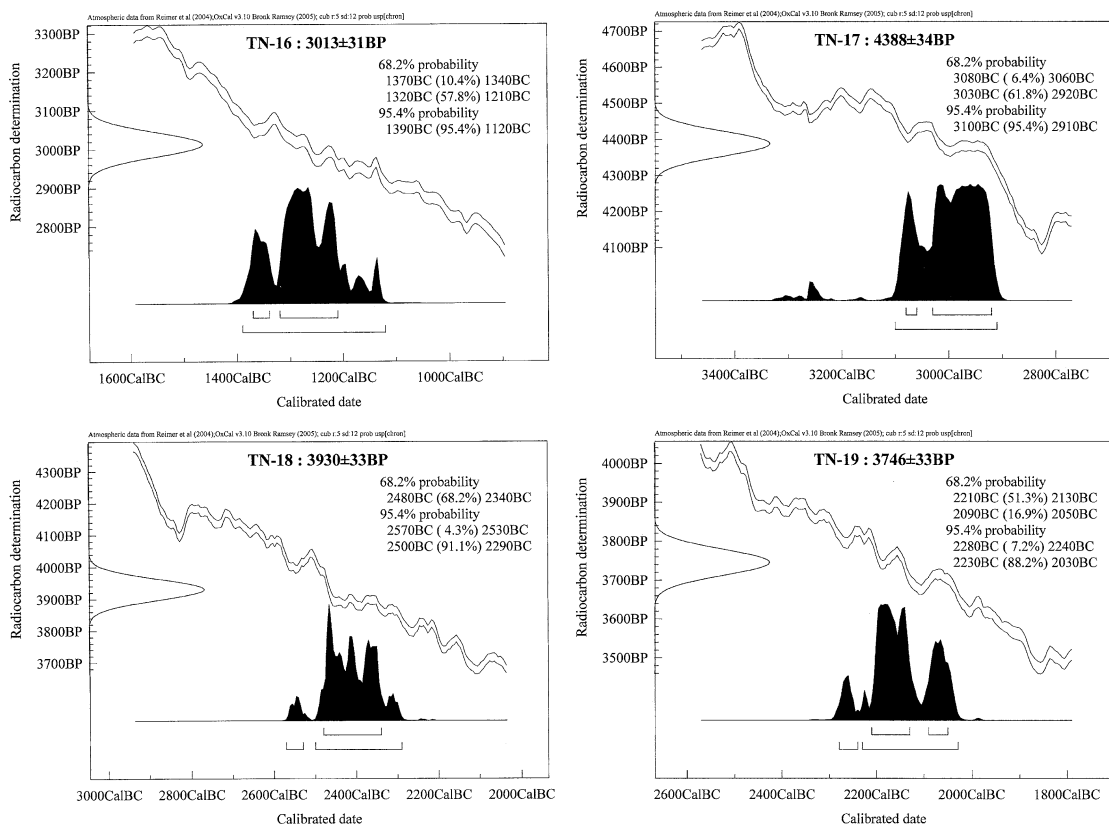 Atmospheric data from Reimer et al (2004);OxCal v3.10 Bronk Ramsey (2005); cub r:5 sd:12 prob usp[chron]
TN-16 : 3013±31BP
68.2% probability
1370BC (10.4%) 1340BC
1320BC (57.8%) 1210BC
95.4% probability
1390BC (95.4%) 1120BC
3300BP
3200BP
3100BP
3000BP
2900BP
2800BP
Radiocarbon determination
1600CalBC 1400CalBC 1200CalBC 1000CalBC
Calibrated date
Atmospheric data from Reimer et al (2004);OxCal v3.10 Bronk Ramsey (2005); cub r:5 sd:12 prob usp[chron]
TN-17 : 4388±34BP
68.2% probability
3080BC ( 6.4%) 3060BC
3030BC (61.8%) 2920BC
95.4% probability
3100BC (95.4%) 2910BC
4700BP
4600BP
4500BP
4400BP
4300BP
4200BP
4100BP
Radiocarbon determination
3400CalBC 3200CalBC 3000CalBC 2800CalBC
Calibrated date
Atmospheric data from Reimer et al (2004);OxCal v3.10 Bronk Ramsey (2005); cub r:5 sd:12 prob usp[chron]
TN-18 : 3930±33BP
68.2% probability
2480BC (68.2%) 2340BC
95.4% probability
2570BC ( 4.3%) 2530BC
2500BC (91.1%) 2290BC
4300BP
4200BP
4100BP
4000BP
3900BP
3800BP
3700BP
Radiocarbon determination
3000CalBC 2800CalBC 2600CalBC 2400CalBC 2200CalBC 2000CalBC
Calibrated date
Atmospheric data from Reimer et al (2004);OxCal v3.10 Bronk Ramsey (2005); cub r:5 sd:12 prob usp[chron]
TN-19 : 3746±33BP
68.2% probability
2210BC (51.3%) 2130BC
2090BC (16.9%) 2050BC
95.4% probability
2280BC ( 7.2%) 2240BC
2230BC (88.2%) 2030BC
4000BP
3900BP
3800BP
3700BP
3600BP
3500BP
Radiocarbon determination
2600CalBC 2400CalBC 2200CalBC 2000CalBC 1800CalBC
Calibrated date